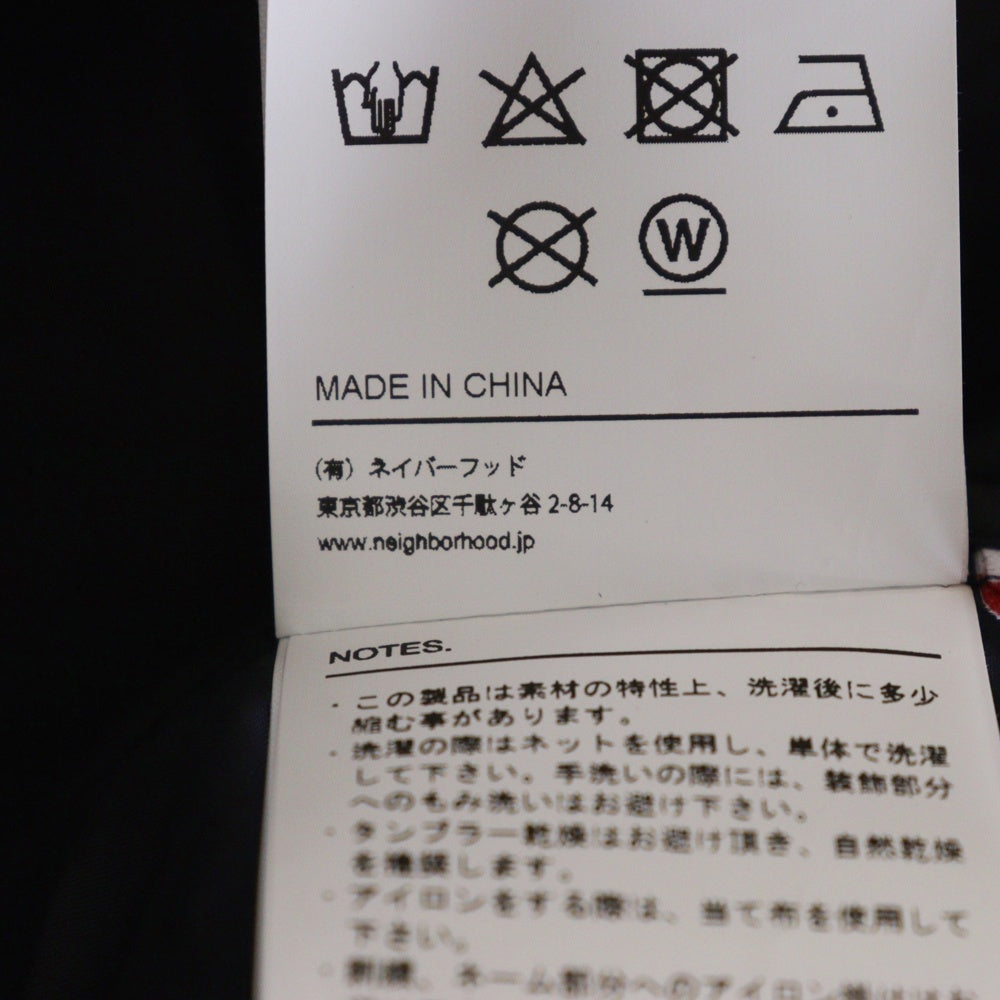 W
MADE IN CHINA
(有) ネイバーフッド
東京都渋谷区千駄ヶ谷 2-8-14
www.neighborhood.jp
NOTES.
・この製品は素材の特性上、洗濯後に多少
縮む事があります。
・洗濯の際はネットを使用し、単体で洗濯
して下さい。手洗いの際には、装飾部分
へのもみ洗いはお避け下さい。
・タンブラー乾燥はお避け頂き、自然乾燥
を推奨します。
・アイロンをする際は、当て布を使用して
下さい。